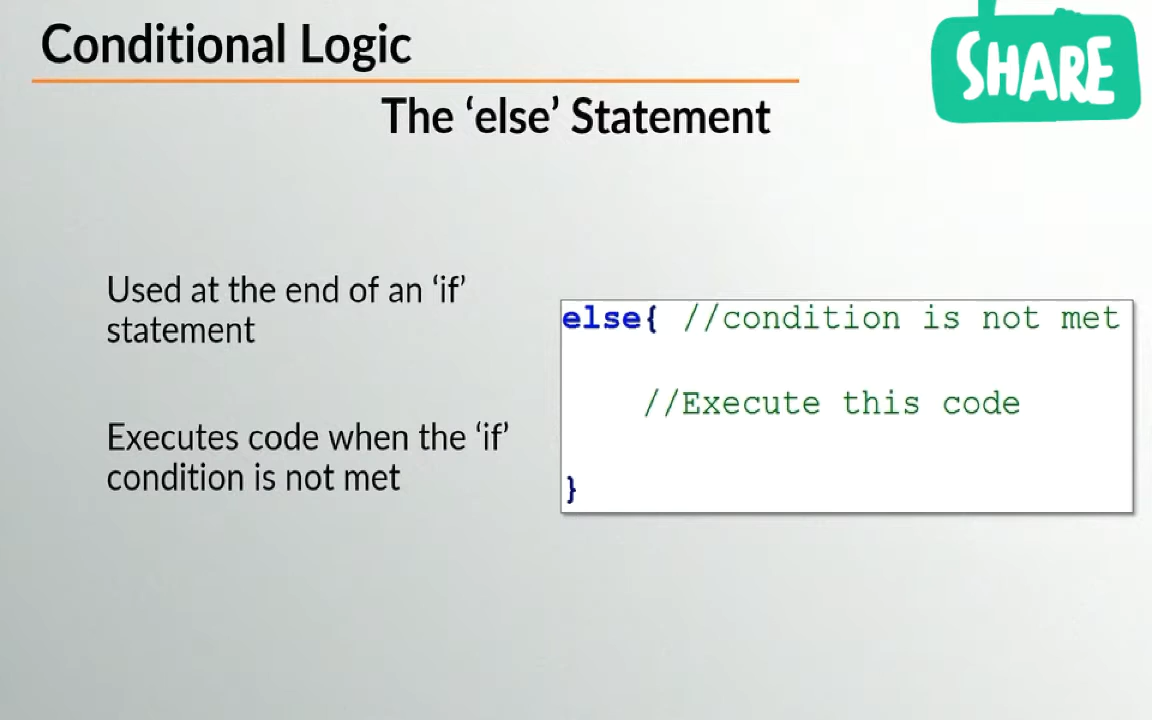 Conditional Logic
SHARE
The ‘else’ Statement
Used at the end of an ‘if’
statement
Executes code when the ‘if’
condition is not met
else{ //condition is not met
//Execute this code
}